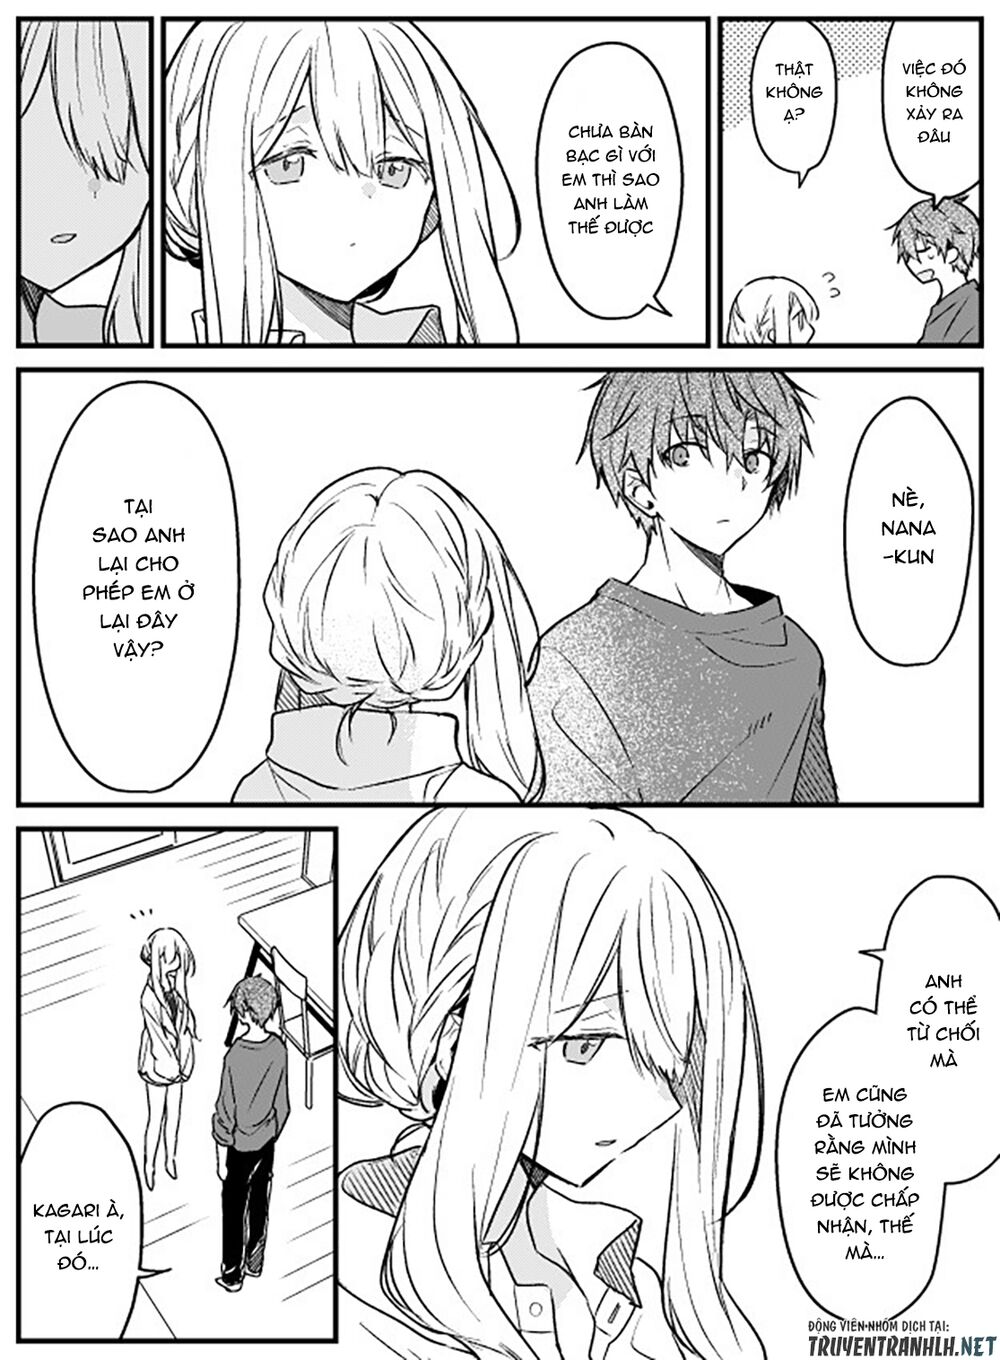 VIỆC ĐÓ
KHÔNG
XẢY RA
ĐÂU
THẬT
KHÔNG
Ạ?
CHƯA BÀN
BẠC GÌ VỚI
EM THÌ SAO
ANH LÀM
THẾ ĐƯỢC
NÈ,
NANA
-KUN
TẠI
SAO ANH
LẠI CHO
PHÉP EM Ở
LẠI ĐÂY
VẬY?
ANH
CÓ THỂ
TỪ CHỐI
MÀ
EM CŨNG
ĐÃ TƯỞNG
RẰNG MÌNH
SẼ KHÔNG
ĐƯỢC CHẤP
NHẬN, THẾ
MÀ...
KAGARI À,
TẠI LÚC
ĐÓ...
ĐỘNG VIÊN NHÓM DỊCH TẠI:
TRUYENTRANHLH.NET